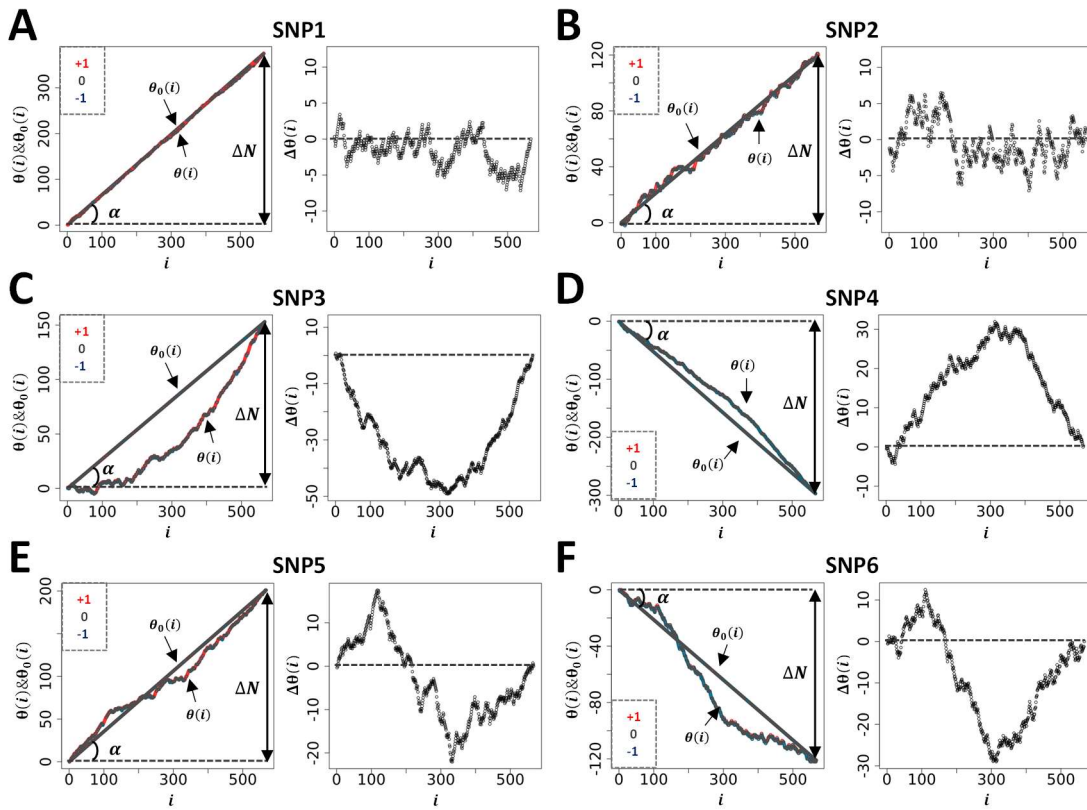 A SNP1
+1
0
-1
θ₀(i)
θ(i)
ΔN
α
θ(i)&θ₀(i)
0 100 200 300
0 100 300 500
i
Δθ(i)
10 5 0 -5 -10
0 100 300 500
i
B SNP2
+1
0
-1
θ₀(i)
θ(i)
ΔN
α
θ(i)&θ₀(i)
0 40 80 120
0 100 300 500
i
Δθ(i)
10 5 0 -5 -10
0 100 300 500
i
C SNP3
+1
0
-1
θ₀(i)
θ(i)
ΔN
α
θ(i)&θ₀(i)
0 50 100 150
0 100 300 500
i
Δθ(i)
10 0 -10 -30 -50
0 100 300 500
i
D SNP4
α
θ(i)
θ₀(i)
ΔN
+1
0
-1
θ(i)&θ₀(i)
0 -100 -200 -300
0 100 300 500
i
Δθ(i)
30 20 10 0 -10
0 100 300 500
i
E SNP5
+1
0
-1
θ₀(i)
θ(i)
ΔN
α
θ(i)&θ₀(i)
0 50 100 200
0 100 300 500
i
Δθ(i)
10 0 -10 -20
0 100 300 500
i
F SNP6
α
θ₀(i)
θ(i)
ΔN
+1
0
-1
θ(i)&θ₀(i)
0 -40 -80 -120
0 100 300 500
i
Δθ(i)
10 0 -10 -20 -30
0 100 300 500
i